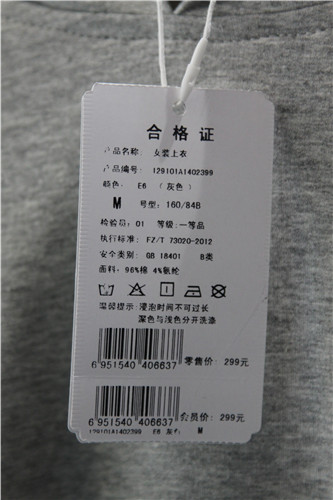 合格证
产品名称: 女装上衣
产品编号: 129101A1402399
颜色: E6 (灰色)
M 号型: 160/84B
检验员: 01 等级: 一等品
执行标准: FZ/T 73020-2012
安全类别: GB 18401 B类
面料: 96%棉 4%氨纶
温馨提示: 浸泡时间不可过长
深色与浅色分开洗涤
6 951540 406637 零售价: 299元
6 951540 406637 会员价: 299元
129101A1402399 E6 灰色 M